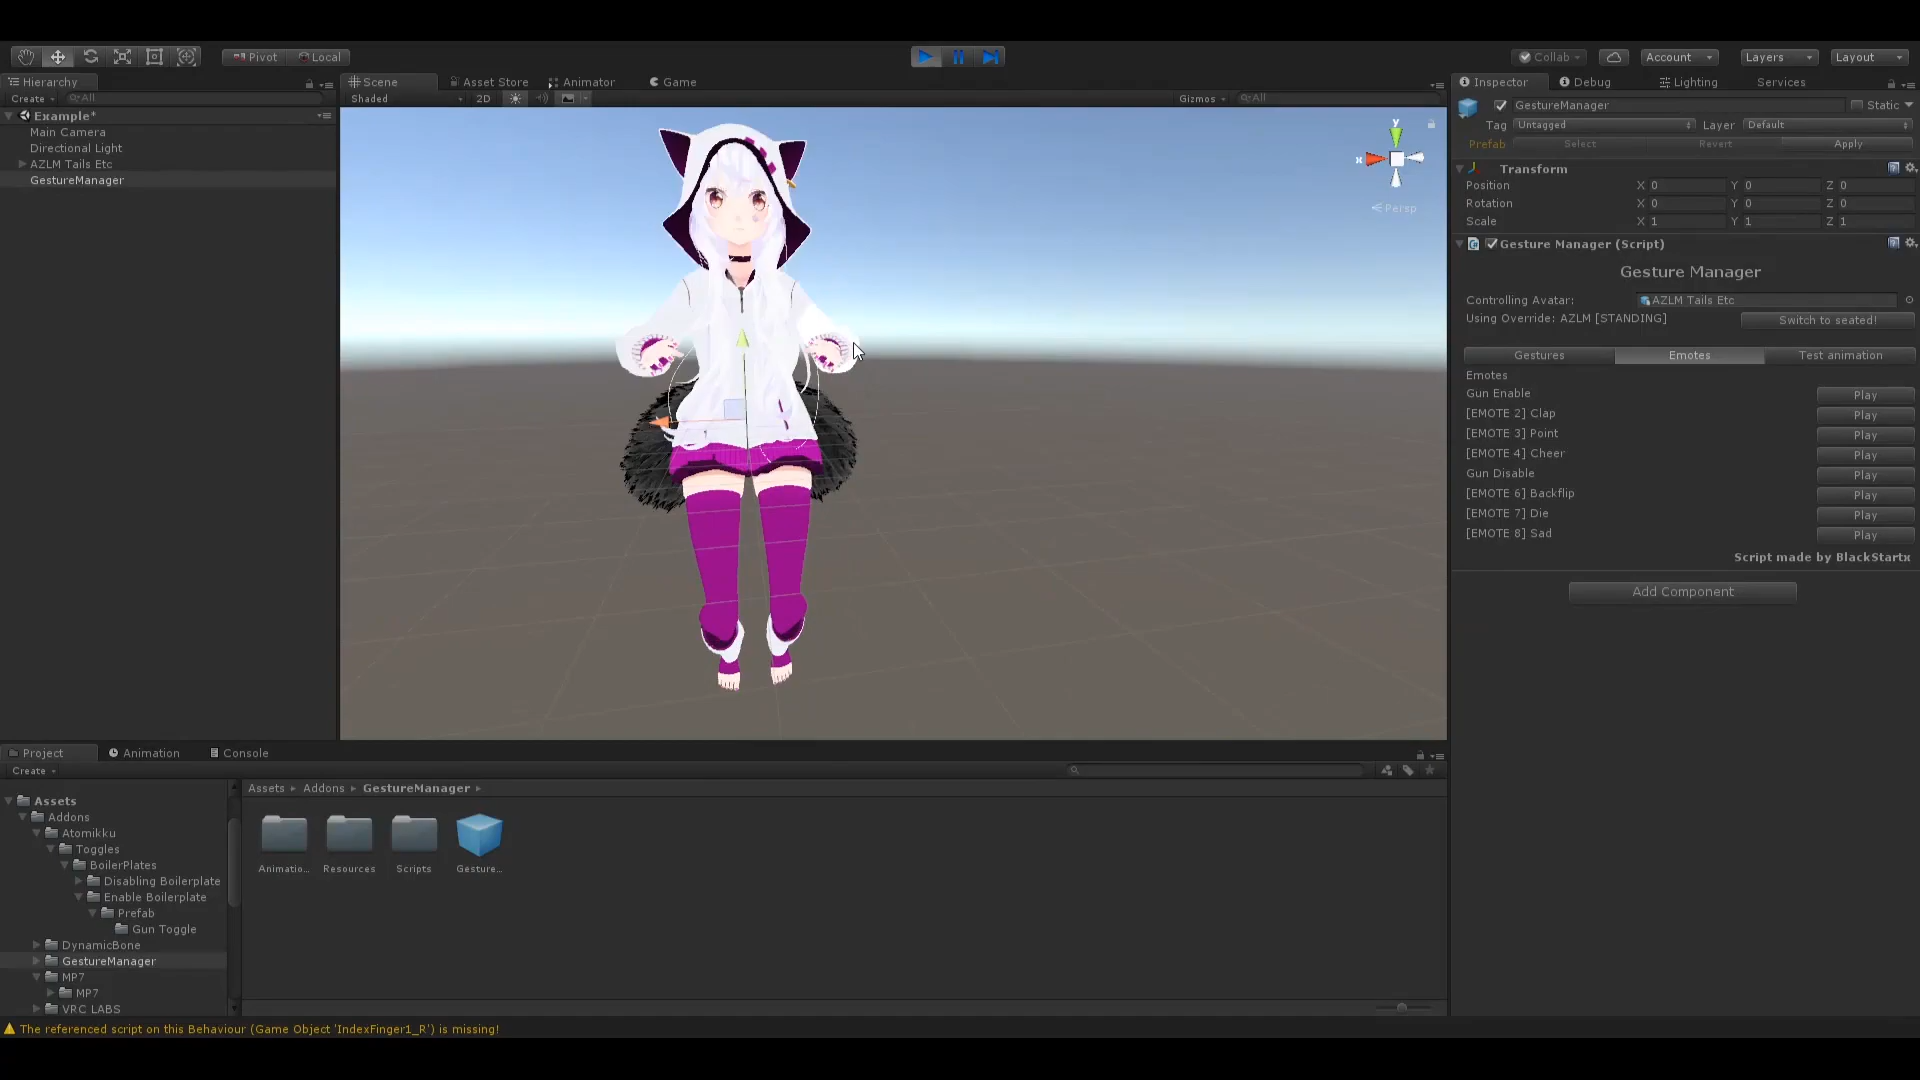 Pivot Local Collab Account Layers Layout
Hierarchy Scene Asset Store Animator Game Inspector Debug Lighting Services
Create All Shaded 2D Gizmos All
Example*
Main Camera
Directional Light
AZLM Tails Etc
GestureManager
y
x
Persp
GestureManager Static
Tag Untagged Layer Default
Prefab Select Revert Apply
Transform
Position X 0 Y 0 Z 0
Rotation X 0 Y 0 Z 0
Scale X 1 Y 1 Z 1
Gesture Manager (Script)
Gesture Manager
Controlling Avatar: AZLM Tails Etc
Using Override: AZLM [STANDING] Switch to seated!
Gestures Emotes Test animation
Emotes
Gun Enable Play
[EMOTE 2] Clap Play
[EMOTE 3] Point Play
[EMOTE 4] Cheer Play
Gun Disable Play
[EMOTE 6] Backflip Play
[EMOTE 7] Die Play
[EMOTE 8] Sad Play
Script made by BlackStartx
Add Component
Project Animation Console
Create
Assets
Addons
Atomikku
Toggles
BoilerPlates
Disabling Boilerplate
Enable Boilerplate
Prefab
Gun Toggle
DynamicBone
GestureManager
MP7
MP7
VRC LABS
Assets Addons GestureManager
Animatio... Resources Scripts Gesture...
The referenced script on this Behaviour (Game Object 'IndexFinger1_R') is missing!